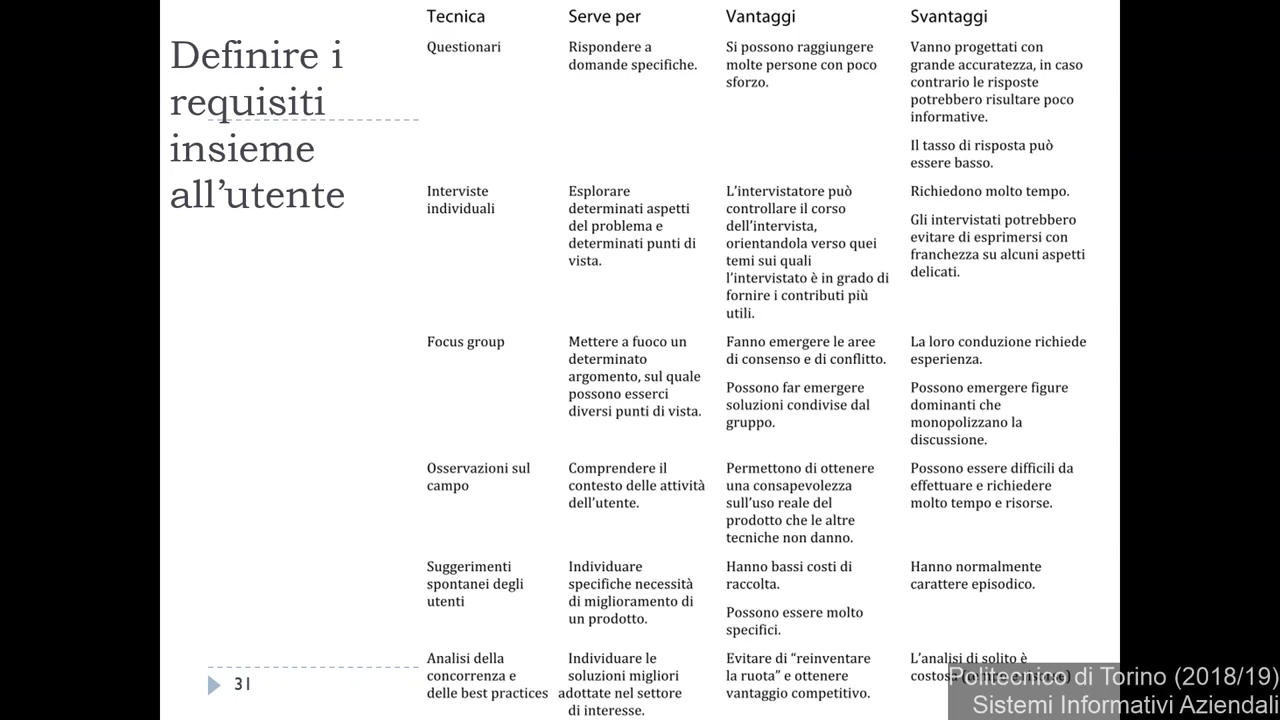 Definire i
requisiti
insieme
all’utente
Tecnica Serve per Vantaggi Svantaggi
Questionari
Rispondere a
domande specifiche.
Si possono raggiungere
molte persone con poco
sforzo.
Vanno progettati con
grande accuratezza, in caso
contrario le risposte
potrebbero risultare poco
informative.
Il tasso di risposta può
essere basso.
Interviste
individuali
Esplorare
determinati aspetti
del problema e
determinati punti di
vista.
L’intervistatore può
controllare il corso
dell’intervista,
orientandola verso quei
temi sui quali
l’intervistato è in grado di
fornire i contributi più
utili.
Richiedono molto tempo.
Gli intervistati potrebbero
evitare di esprimersi con
franchezza su alcuni aspetti
delicati.
Focus group
Mettere a fuoco un
determinato
argomento, sul quale
possono esserci
diversi punti di vista.
Fanno emergere le aree
di consenso e di conflitto.
Possono far emergere
soluzioni condivise dal
gruppo.
La loro conduzione richiede
esperienza.
Possono emergere figure
dominanti che
monopolizzano la
discussione.
Osservazioni sul
campo
Comprendere il
contesto delle attività
dell’utente.
Permettono di ottenere
una consapevolezza
sull’uso reale del
prodotto che le altre
tecniche non danno.
Possono essere difficili da
effettuare e richiedere
molto tempo e risorse.
Suggerimenti
spontanei degli
utenti
Individuare
specifiche necessità
di miglioramento di
un prodotto.
Hanno bassi costi di
raccolta.
Possono essere molto
specifici.
Hanno normalmente
carattere episodico.
Analisi della
concorrenza e
delle best practices
Individuare le
soluzioni migliori
adottate nel settore
di interesse.
Evitare di “reinventare
la ruota” e ottenere
vantaggio competitivo.
L’analisi di solito è
31
Politecnico di Torino (2018/19)
Sistemi Informativi Aziendali